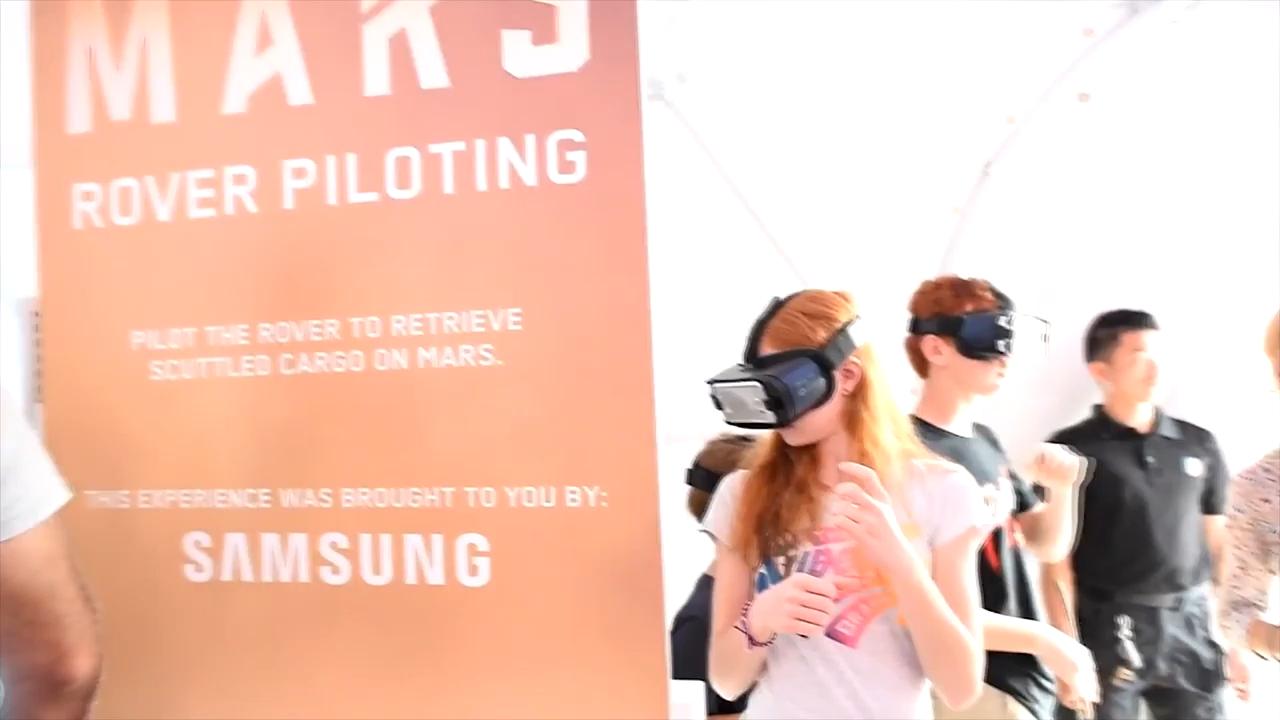 MARS
ROVER PILOTING
PILOT THE ROVER TO RETRIEVE
SCUTTLED CARGO ON MARS.
THIS EXPERIENCE WAS BROUGHT TO YOU BY:
SAMSUNG